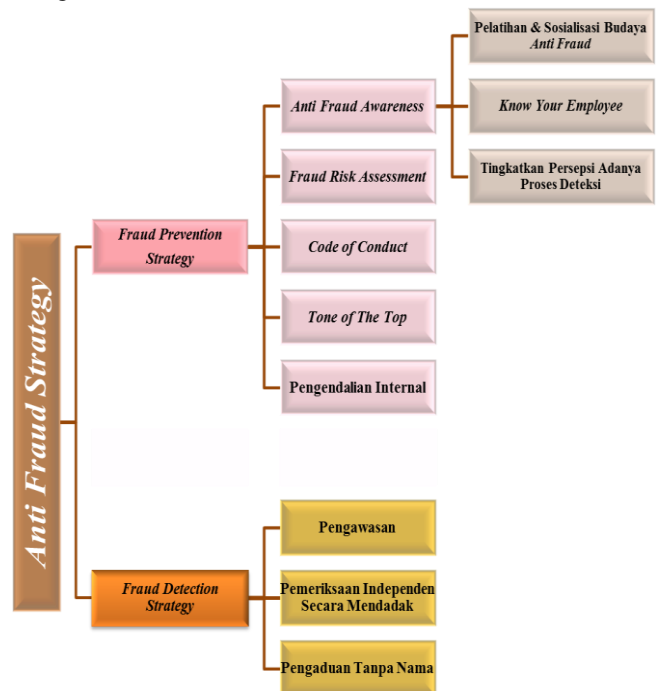 Anti Fraud Strategy
Fraud Prevention
Strategy
Anti Fraud Awareness
Pelatihan & Sosialisasi Budaya
Anti Fraud
Know Your Employee
Tingkatkan Persepsi Adanya
Proses Deteksi
Fraud Risk Assessment
Code of Conduct
Tone of The Top
Pengendalian Internal
Fraud Detection
Strategy
Pengawasan
Pemeriksaan Independen
Secara Mendadak
Pengaduan Tanpa Nama